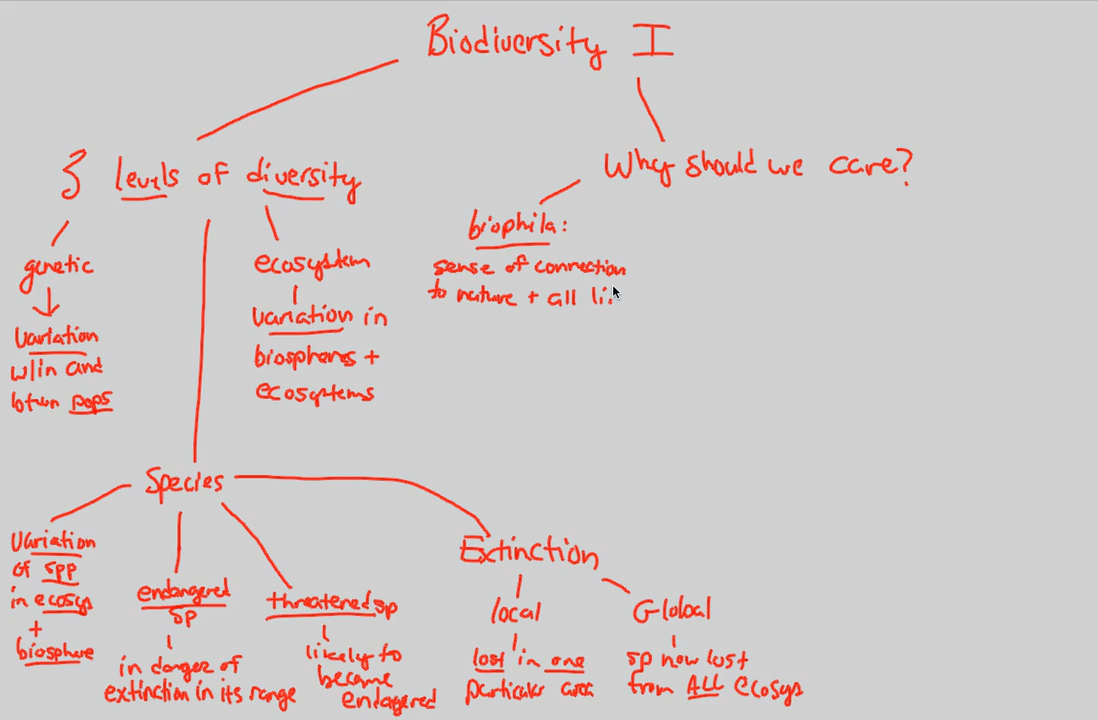 Biodiversity I
3 levels of diversity
Why should we care?
genetic
variation
w/in and
btwn pops
ecosystem
variation in
biospheres +
ecosystems
biophila:
sense of connection
to nature + all li
Species
variation
of spp
in ecosys
+
biosphere
endangered
sp
in danger of
extinction in its range
threatened sp
likely to
become
endagered
Extinction
local
lost in one
particular area
Global
sp now lost
from ALL ecosys